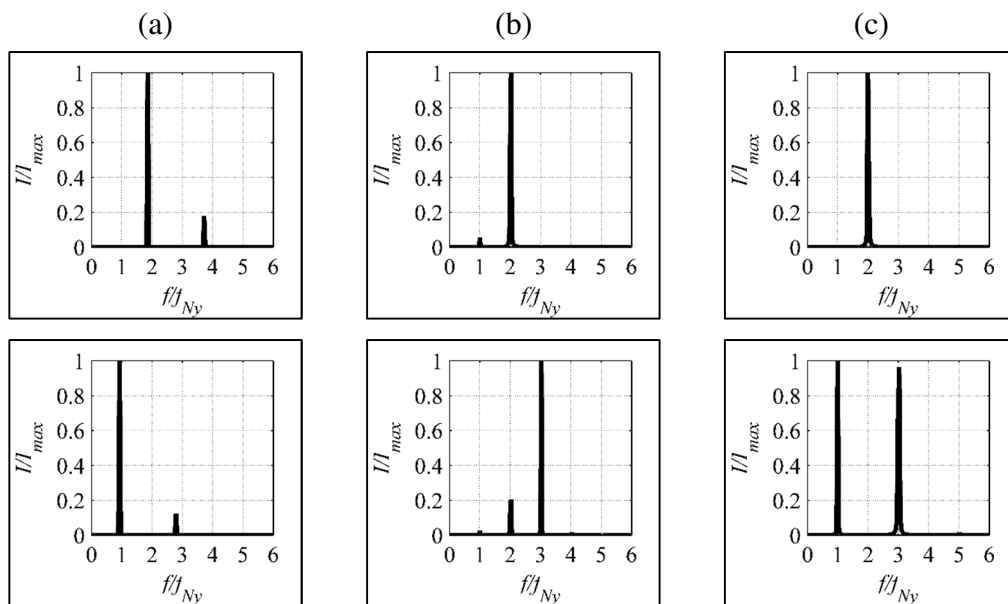 (a) (b) (c)
1 1 1
0.8 0.8 0.8
0.6 0.6 0.6
0.4 0.4 0.4
0.2 0.2 0.2
0 0 0
0 1 2 3 4 5 6 0 1 2 3 4 5 6 0 1 2 3 4 5 6
I/I_max I/I_max I/I_max
f/f_Ny f/f_Ny f/f_Ny
1 1 1
0.8 0.8 0.8
0.6 0.6 0.6
0.4 0.4 0.4
0.2 0.2 0.2
0 0 0
0 1 2 3 4 5 6 0 1 2 3 4 5 6 0 1 2 3 4 5 6
I/I_max I/I_max I/I_max
f/f_Ny f/f_Ny f/f_Ny